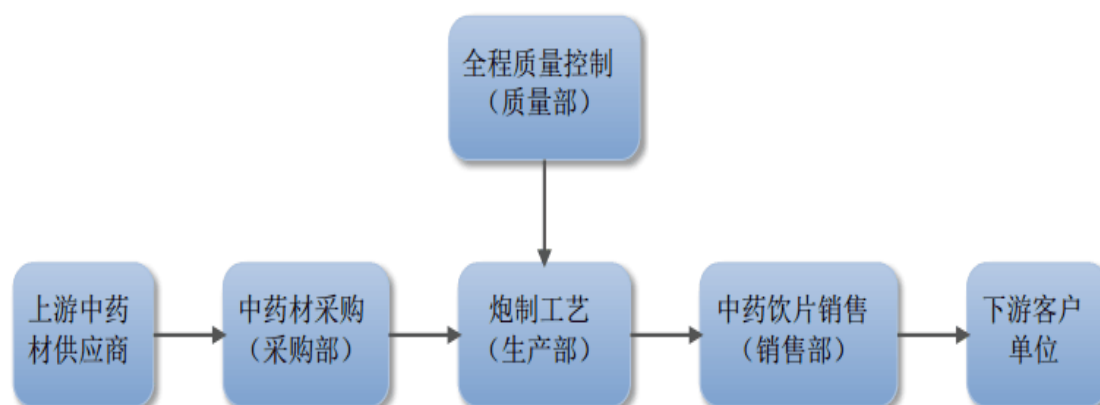 全程质量控制
（质量部）
上游中药
材供应商
中药材采购
（采购部）
炮制工艺
（生产部）
中药饮片销售
（销售部）
下游客户
单位